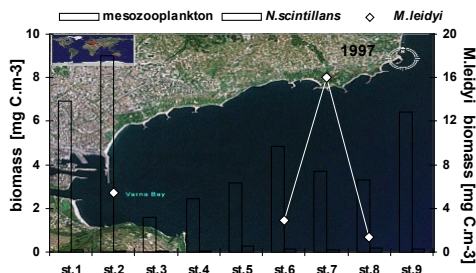 mesozooplankton N.scintillans M.leidyi
10 20
1997
8 16
6 12
4 8
2 4
0 0
biomass [mg C.m-3]
M.leidyi biomass [mg C.m-3]
Varna Bay
st.1 st.2 st.3 st.4 st.5 st.6 st.7 st.8 st.9